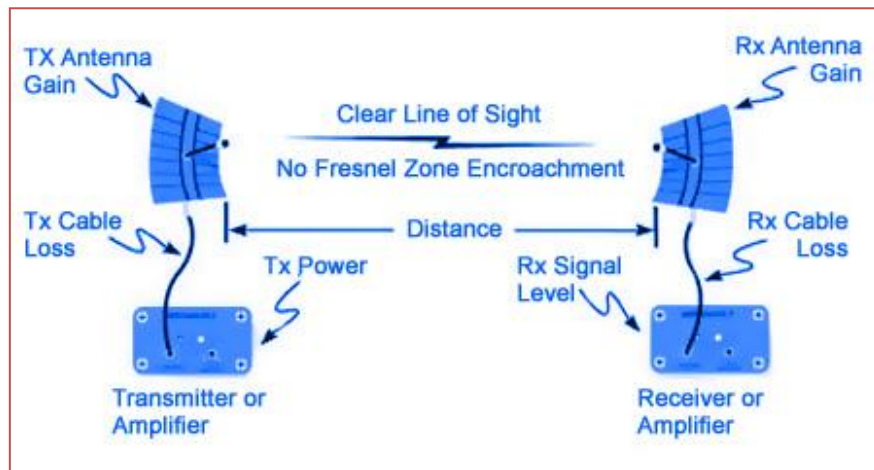 TX Antenna
Gain
Rx Antenna
Gain
Clear Line of Sight
No Fresnel Zone Encroachment
Tx Cable
Loss
Distance
Rx Cable
Loss
Tx Power
Rx Signal
Level
Transmitter or
Amplifier
Receiver or
Amplifier